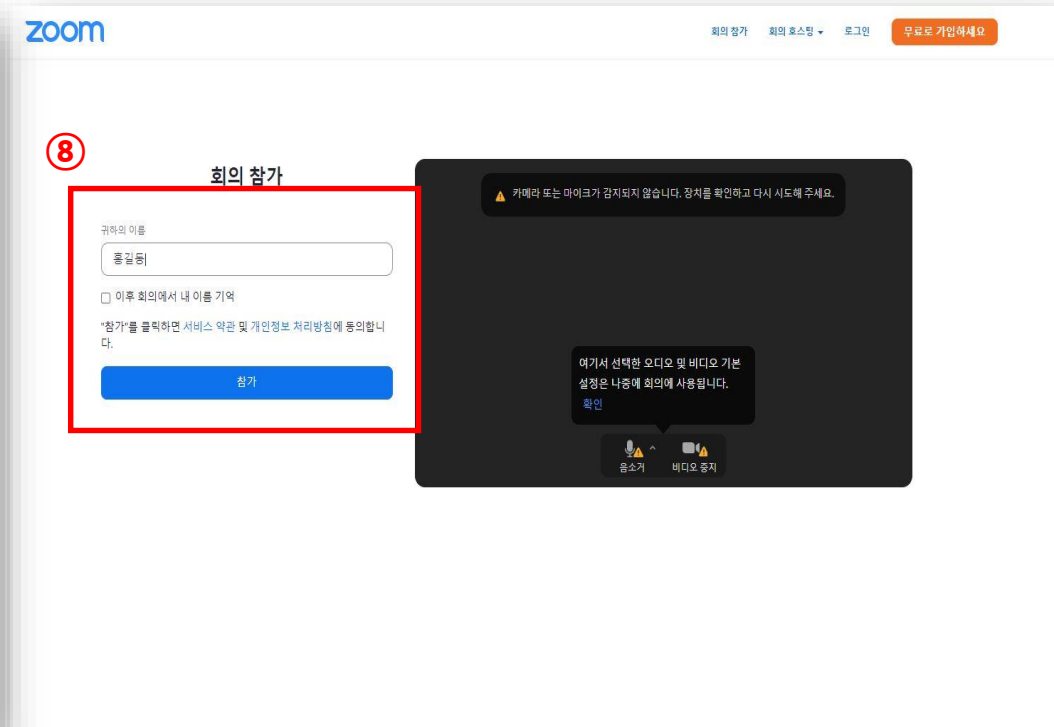 zoom
회의 참가 회의 호스팅 로그인 무료로 가입하세요
⑧
회의 참가
귀하의 이름
홍길동
이후 회의에서 내 이름 기억
"참가"를 클릭하면 서비스 약관 및 개인정보 처리방침에 동의합니
다.
참가
카메라 또는 마이크가 감지되지 않습니다. 장치를 확인하고 다시 시도해 주세요.
여기서 선택한 오디오 및 비디오 기본
설정은 나중에 회의에 사용됩니다.
확인
음소거 비디오 중지